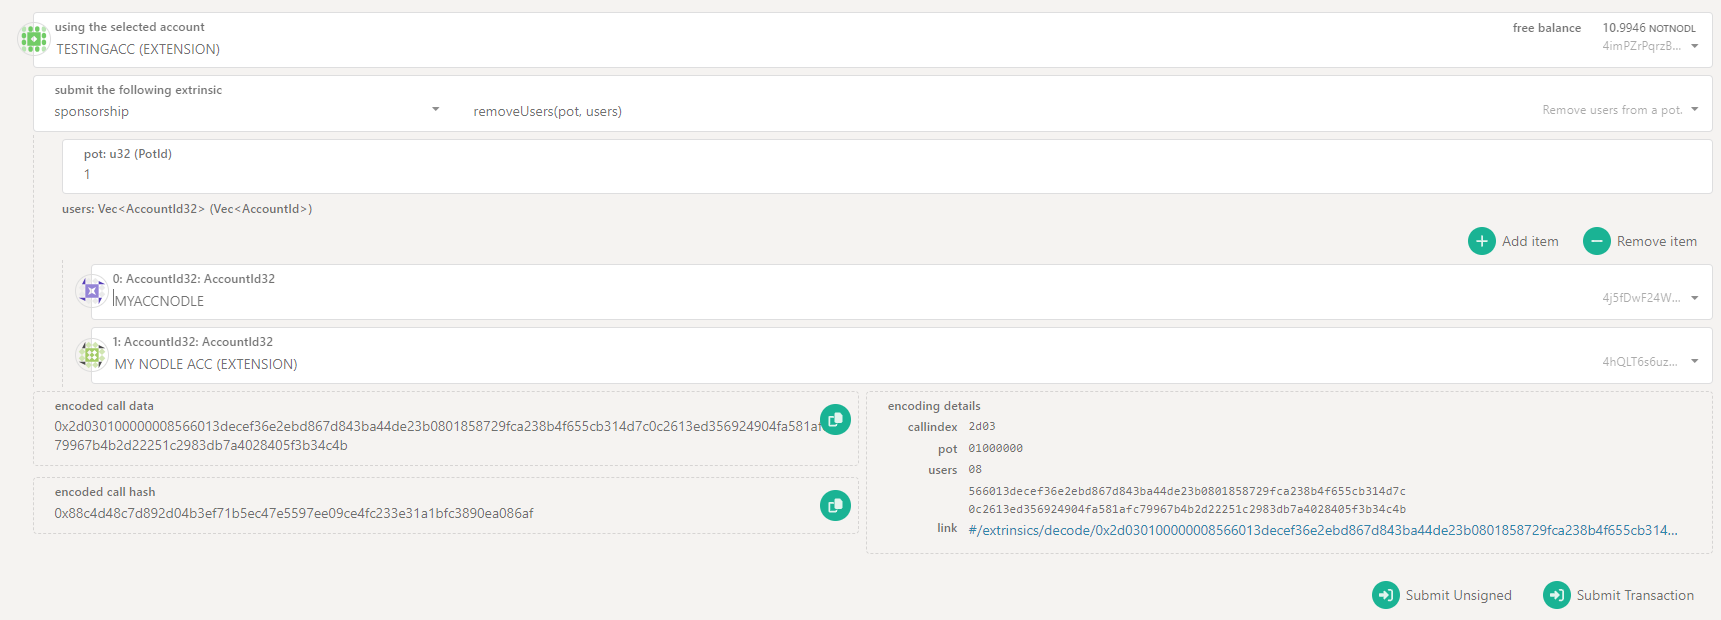 using the selected account
free balance 10.9946 NOTNODL
TESTINGACC (EXTENSION)
4imPZrPqrzB...
submit the following extrinsic
sponsorship
removeUsers(pot, users)
Remove users from a pot.
pot: u32 (PotId)
1
users: Vec<AccountId32> (Vec<AccountId>)
Add item
Remove item
0: AccountId32: AccountId32
MYACCNODLE
4j5fDwF24W...
1: AccountId32: AccountId32
MY NODLE ACC (EXTENSION)
4hQLT6s6uz...
encoded call data
0x2d030100000008566013decef36e2ebd867d843ba44de23b0801858729fca238b4f655cb314d7c0c2613ed356924904fa581af
79967b4b2d22251c2983db7a4028405f3b34c4b
encoded call hash
0x88c4d48c7d892d04b3ef71b5ec47e5597ee09ce4fc233e31a1bfc3890ea086af
encoding details
callindex 2d03
pot 01000000
users 08
566013decef36e2ebd867d843ba44de23b0801858729fca238b4f655cb314d7c
0c2613ed356924904fa581afc79967b4b2d22251c2983db7a4028405f3b34c4b
link #/extrinsics/decode/0x2d030100000008566013decef36e2ebd867d843ba44de23b0801858729fca238b4f655cb314...
Submit Unsigned
Submit Transaction